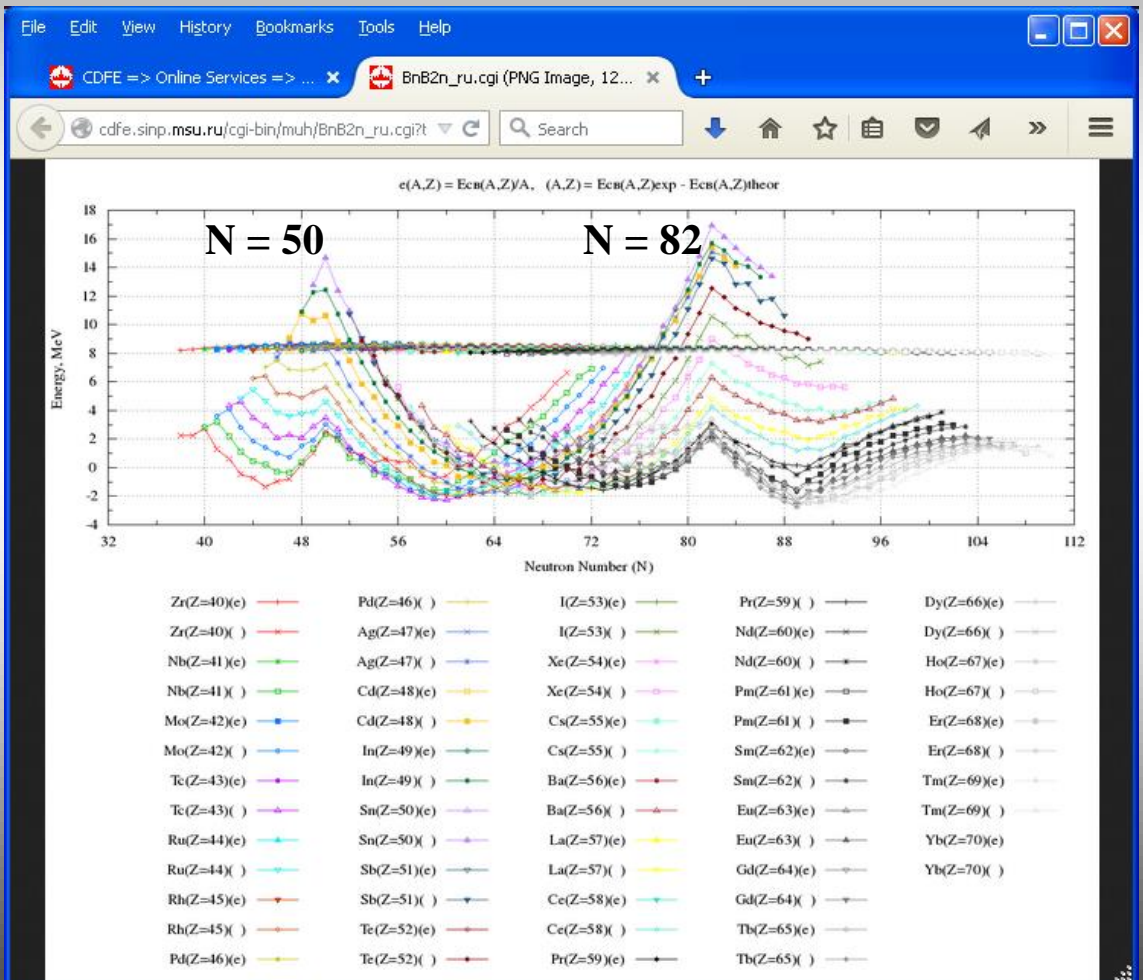 File Edit View History Bookmarks Tools Help
CDFE => Online Services => ... BnB2n_ru.cgi (PNG Image, 12...
cdfe.sinp.msu.ru/cgi-bin/muh/BnB2n_ru.cgi?t Search
e(A,Z) = Eсв(A,Z)/A, (A,Z) = Eсв(A,Z)exp - Eсв(A,Z)theor
N = 50 N = 82
18
16
14
12
10
8
6
4
2
0
-2
-4
Energy, MeV
32 40 48 56 64 72 80 88 96 104 112
Neutron Number (N)
Zr(Z=40)(e) Pd(Z=46)( ) I(Z=53)(e) Pr(Z=59)( ) Dy(Z=66)(e)
Zr(Z=40)( ) Ag(Z=47)(e) I(Z=53)( ) Nd(Z=60)(e) Dy(Z=66)( )
Nb(Z=41)(e) Ag(Z=47)( ) Xe(Z=54)(e) Nd(Z=60)( ) Ho(Z=67)(e)
Nb(Z=41)( ) Cd(Z=48)(e) Xe(Z=54)( ) Pm(Z=61)(e) Ho(Z=67)( )
Mo(Z=42)(e) Cd(Z=48)( ) Cs(Z=55)(e) Pm(Z=61)( ) Er(Z=68)(e)
Mo(Z=42)( ) In(Z=49)(e) Cs(Z=55)( ) Sm(Z=62)(e) Er(Z=68)( )
Tc(Z=43)(e) In(Z=49)( ) Ba(Z=56)(e) Sm(Z=62)( ) Tm(Z=69)(e)
Tc(Z=43)( ) Sn(Z=50)(e) Ba(Z=56)( ) Eu(Z=63)(e) Tm(Z=69)( )
Ru(Z=44)(e) Sn(Z=50)( ) La(Z=57)(e) Eu(Z=63)( ) Yb(Z=70)(e)
Ru(Z=44)( ) Sb(Z=51)(e) La(Z=57)( ) Gd(Z=64)(e) Yb(Z=70)( )
Rh(Z=45)(e) Sb(Z=51)( ) Ce(Z=58)(e) Gd(Z=64)( )
Rh(Z=45)( ) Te(Z=52)(e) Ce(Z=58)( ) Tb(Z=65)(e)
Pd(Z=46)(e) Te(Z=52)( ) Pr(Z=59)(e) Tb(Z=65)( )